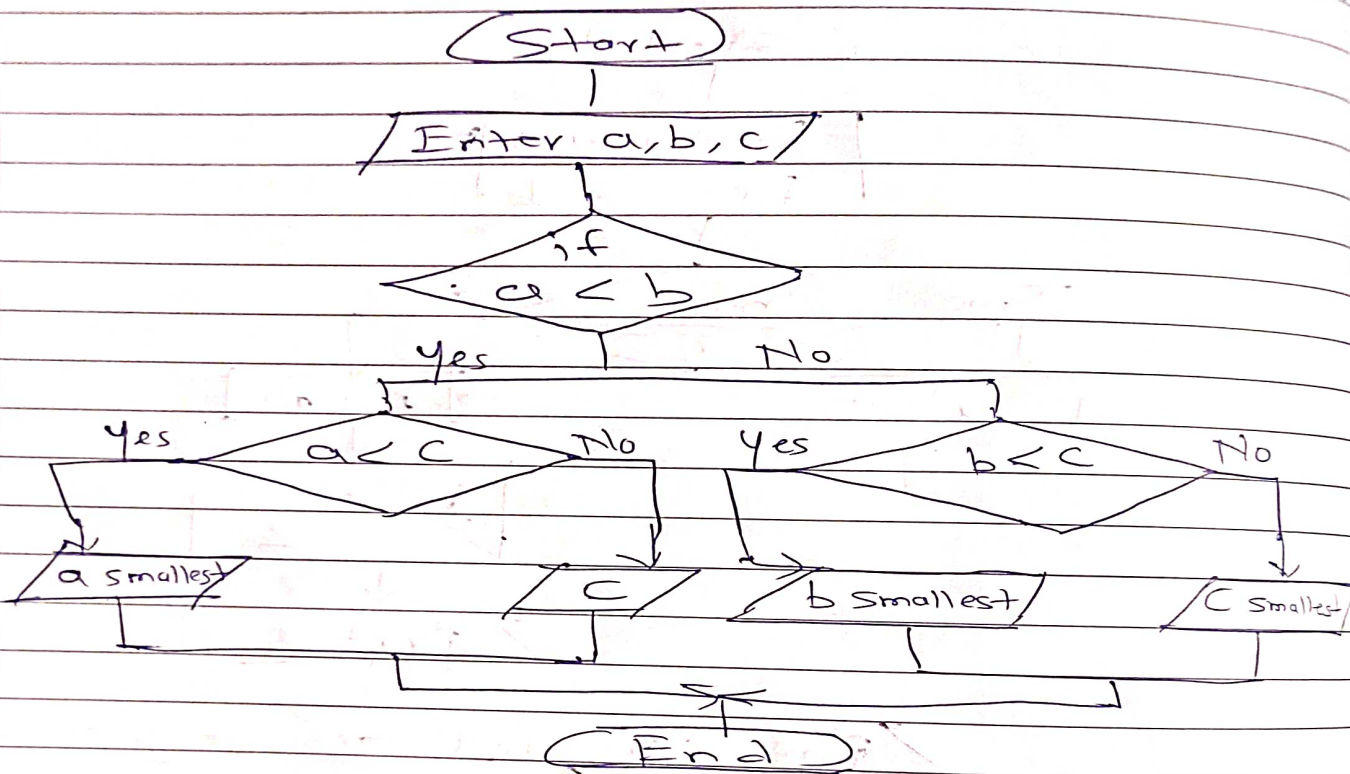 Start
Enter a, b, c
if
a < b
Yes No
Yes a < C No Yes b < C No
a smallest C b smallest C smallest
End